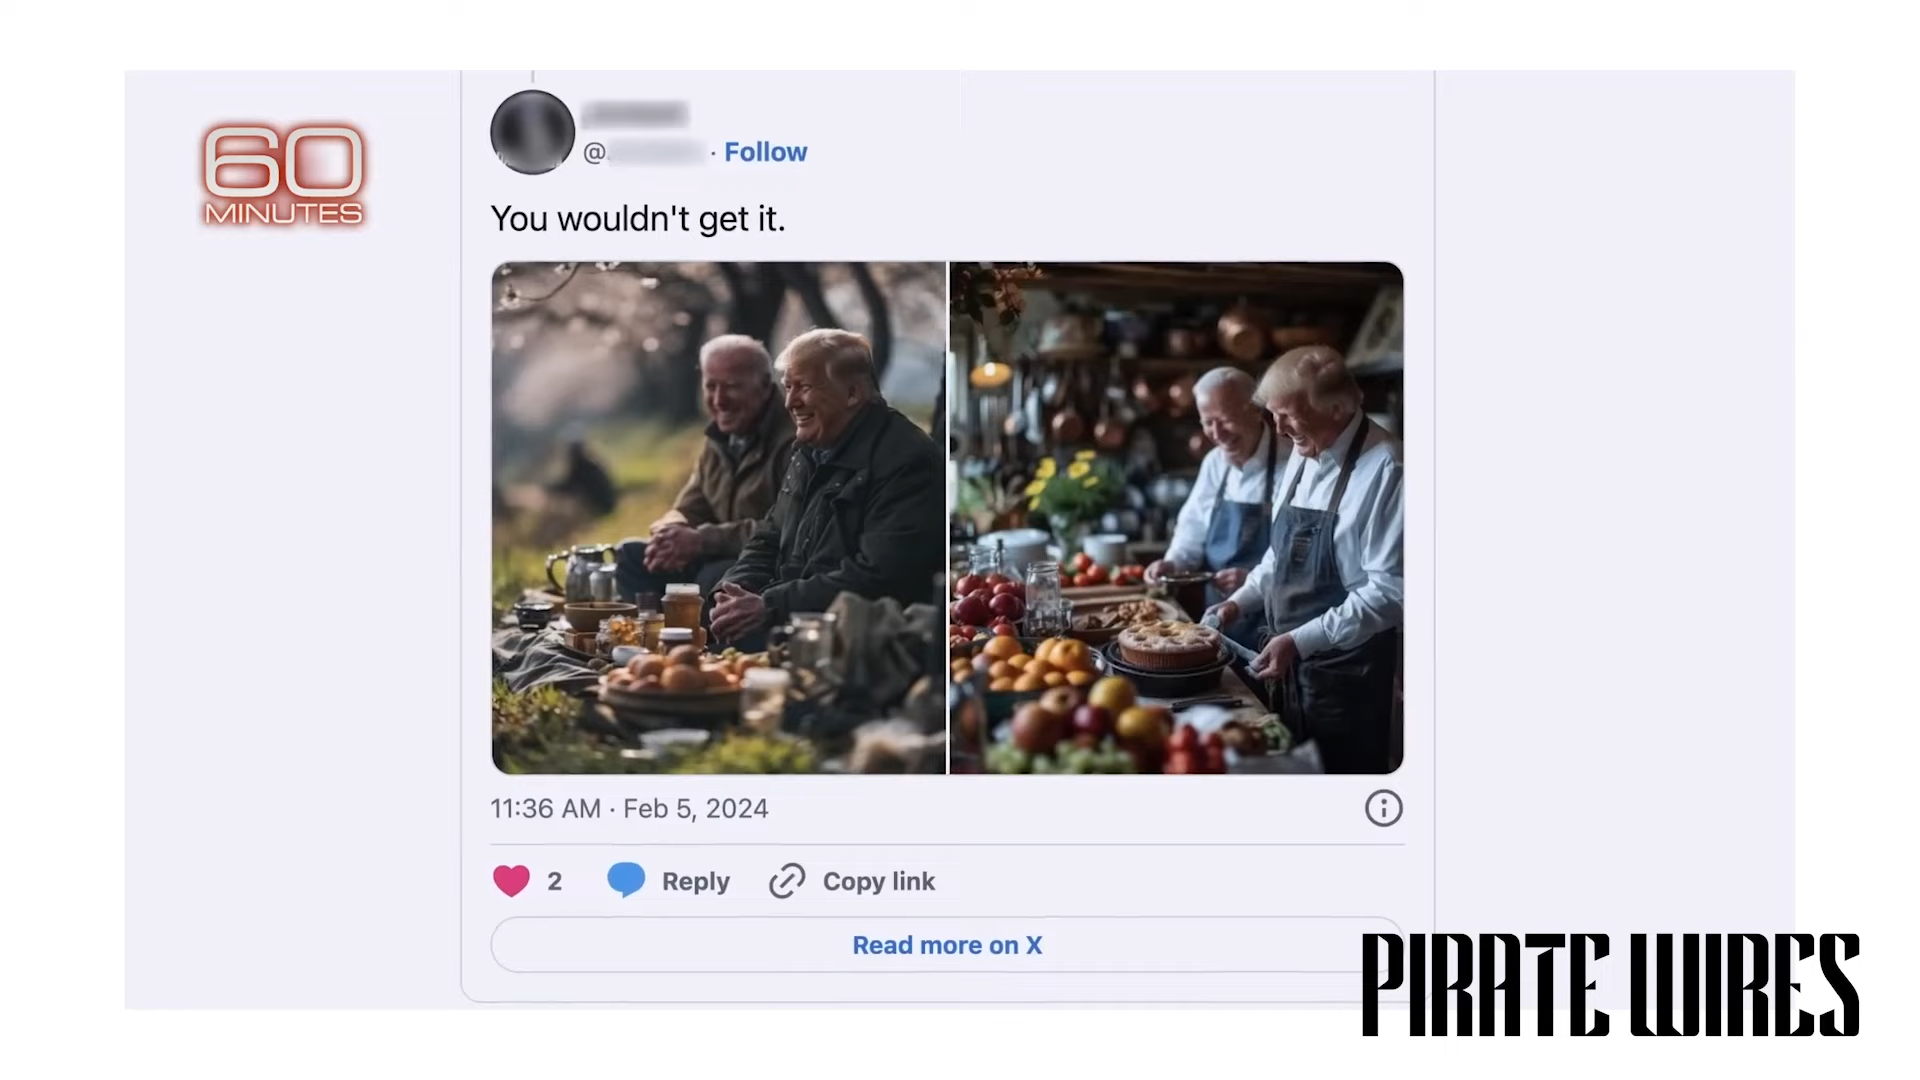 60
MINUTES
@ · Follow
You wouldn't get it.
11:36 AM · Feb 5, 2024
2 Reply Copy link
Read more on X
PIRATE WIRES